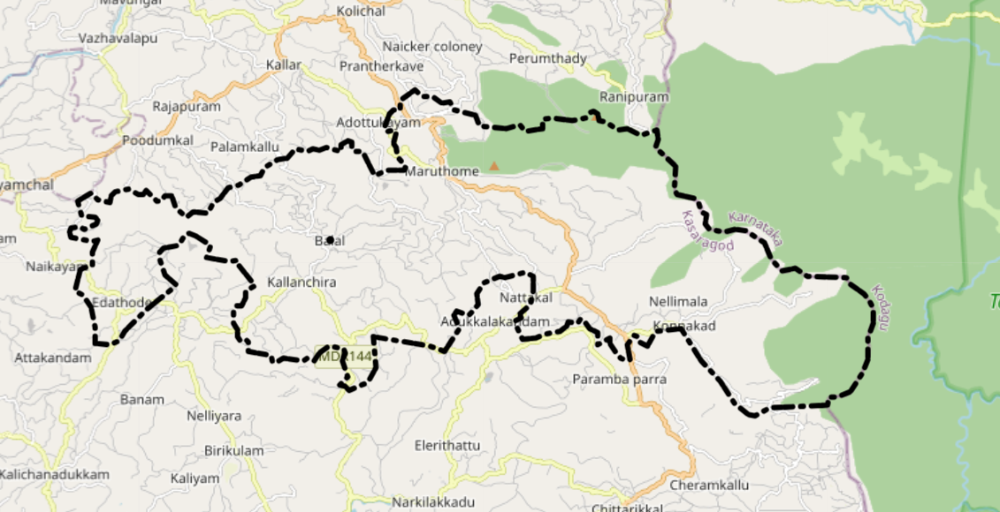 Kolichal
Vazhavalapu
Naicker coloney
Perumthady
Kallar
Prantherkave
Ranipuram
Rajapuram
Adottukayam
Poodumkal
Palamkallu
Maruthome
yamchal
Karnataka
Kasaragod
am
Balal
Naikayam
Kallanchira
Nattakal
Kodagu
Edathode
Nellimala
Adukkalakandam
Konnakad
Attakandam
MDR144
Paramba parra
Banam
Nelliyara
Elerithattu
Birikulam
Kalichanadukkam
Kaliyam
Cheramkallu
Narkilakkadu
Chittarikkal